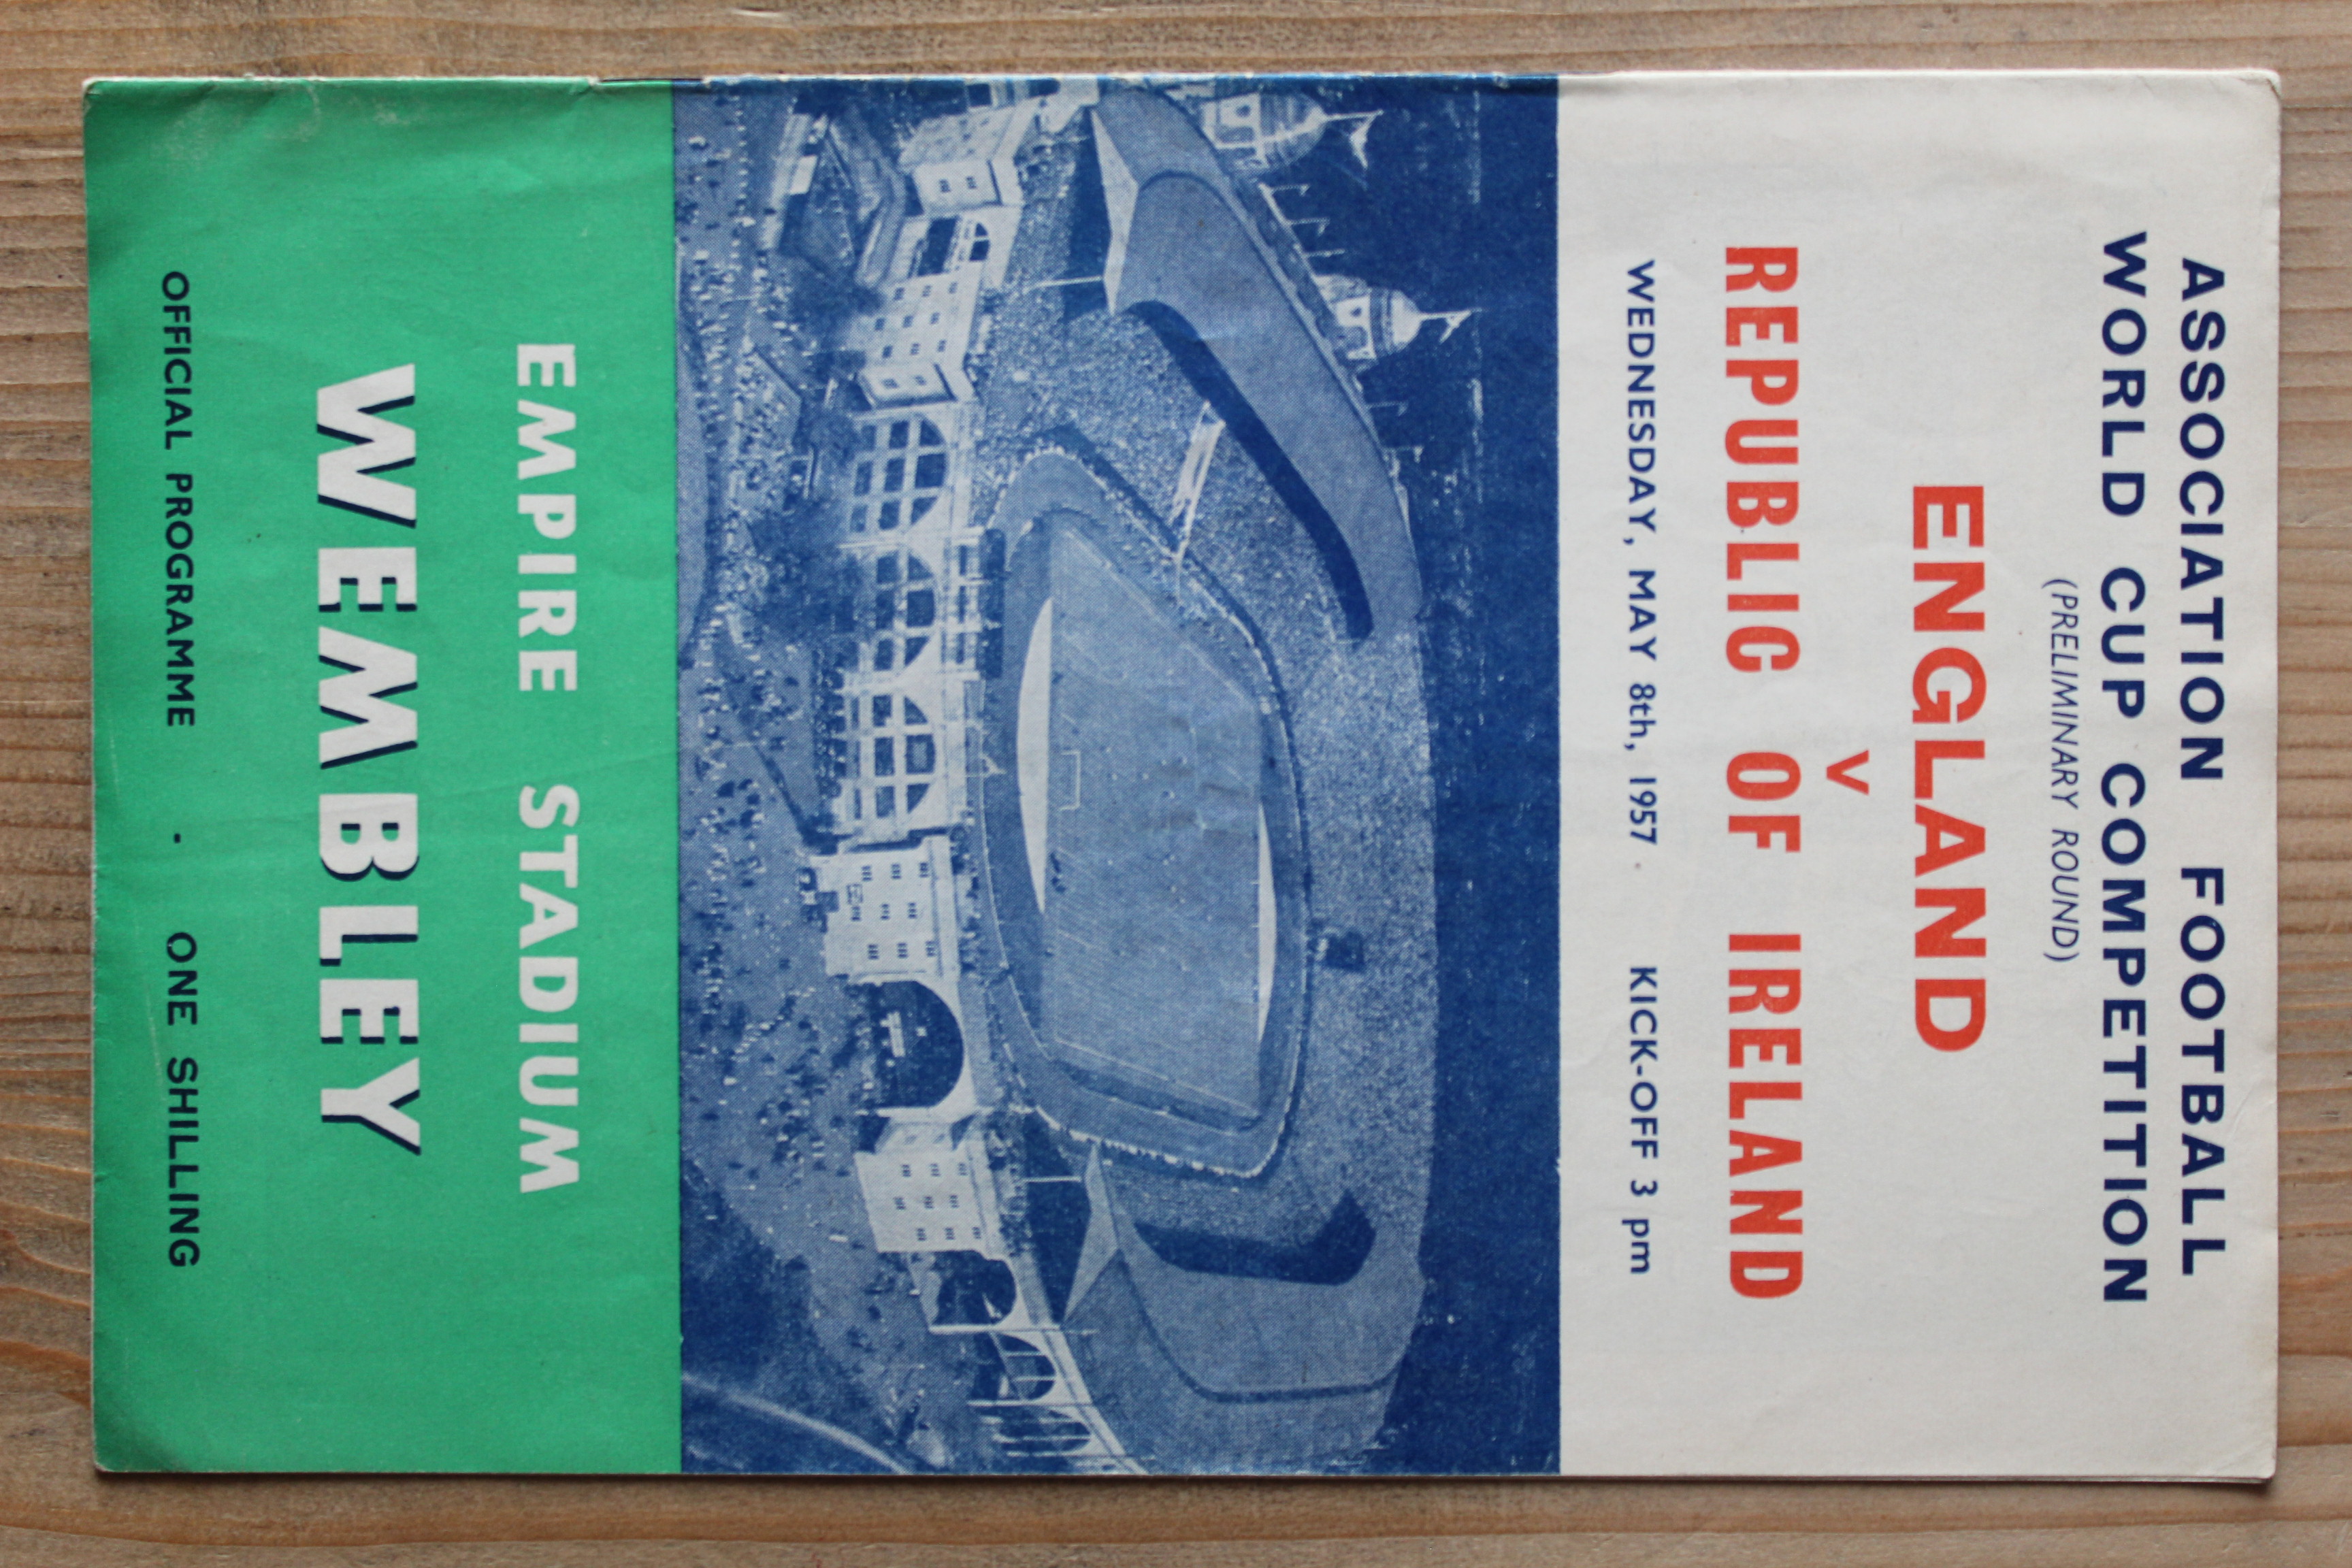 ASSOCIATION FOOTBALL
WORLD CUP COMPETITION
(PRELIMINARY ROUND)
ENGLAND
V
REPUBLIC OF IRELAND
WEDNESDAY, MAY 8th, 1957 KICK-OFF 3 pm
EMPIRE STADIUM
WEMBLEY
OFFICIAL PROGRAMME · ONE SHILLING